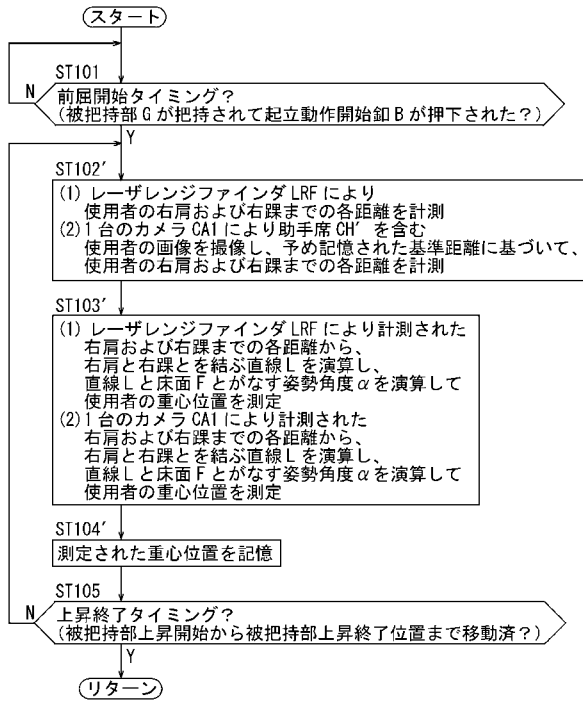 スタート
ST101
N
前屈開始タイミング？
(被把持部Gが把持されて起立動作開始釦Bが押下された？)
Y
ST102′
(1) レーザレンジファインダLRFにより
使用者の右肩および右踝までの各距離を計測
(2)1台のカメラCA1により助手席CH′を含む
使用者の画像を撮像し、予め記憶された基準距離に基づいて、
使用者の右肩および右踝までの各距離を計測
ST103′
(1) レーザレンジファインダLRFにより計測された
右肩および右踝までの各距離から、
右肩と右踝とを結ぶ直線Lを演算し、
直線Lと床面Fとがなす姿勢角度αを演算して
使用者の重心位置を測定
(2)1台のカメラCA1により計測された
右肩および右踝までの各距離から、
右肩と右踝とを結ぶ直線Lを演算し、
直線Lと床面Fとがなす姿勢角度αを演算して
使用者の重心位置を測定
ST104′
測定された重心位置を記憶
ST105
N
上昇終了タイミング？
(被把持部上昇開始から被把持部上昇終了位置まで移動済？)
Y
リターン